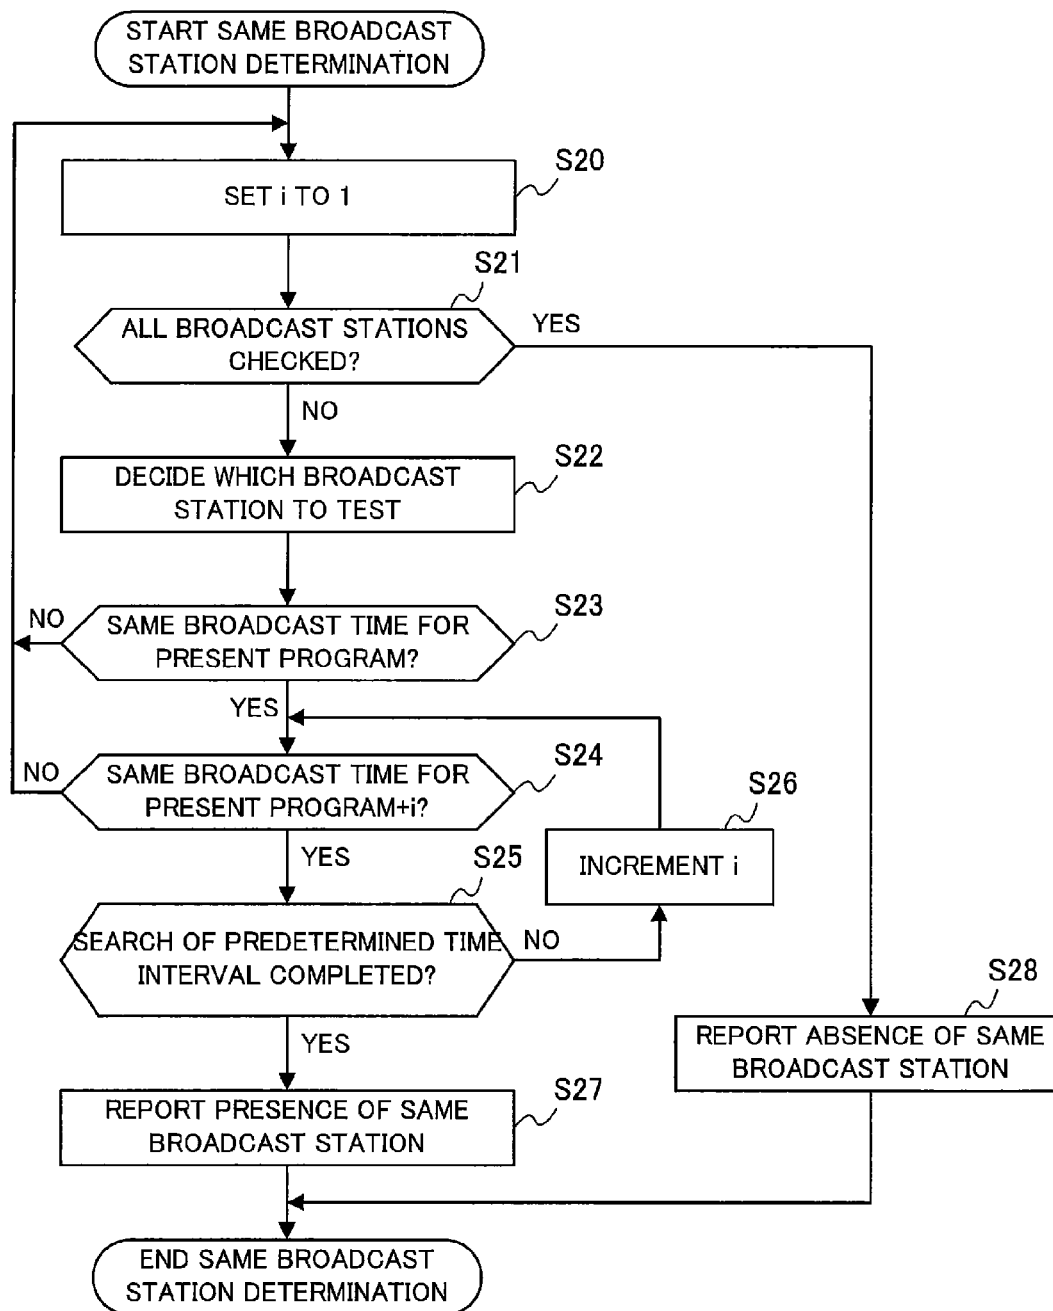 START SAME BROADCAST
STATION DETERMINATION
S20
SET i TO 1
S21
ALL BROADCAST STATIONS
CHECKED?
YES
NO
S22
DECIDE WHICH BROADCAST
STATION TO TEST
S23
NO
SAME BROADCAST TIME FOR
PRESENT PROGRAM?
YES
S24
NO
SAME BROADCAST TIME FOR
PRESENT PROGRAM+i?
S26
INCREMENT i
YES
S25
SEARCH OF PREDETERMINED TIME
INTERVAL COMPLETED?
NO
S28
REPORT ABSENCE OF SAME
BROADCAST STATION
YES
S27
REPORT PRESENCE OF SAME
BROADCAST STATION
END SAME BROADCAST
STATION DETERMINATION